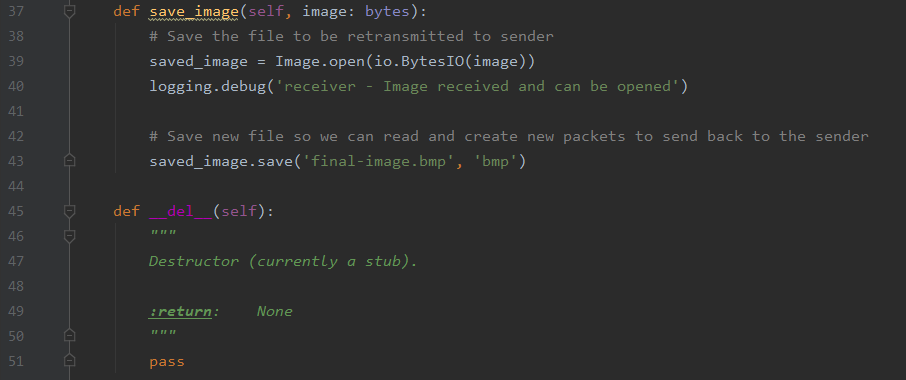 37 def save_image(self, image: bytes):
38 # Save the file to be retransmitted to sender
39 saved_image = Image.open(io.BytesIO(image))
40 logging.debug('receiver - Image received and can be opened')
41
42 # Save new file so we can read and create new packets to send back to the sender
43 saved_image.save('final-image.bmp', 'bmp')
44
45 def __del__(self):
46 """
47 Destructor (currently a stub).
48
49 :return:    None
50 """
51 pass